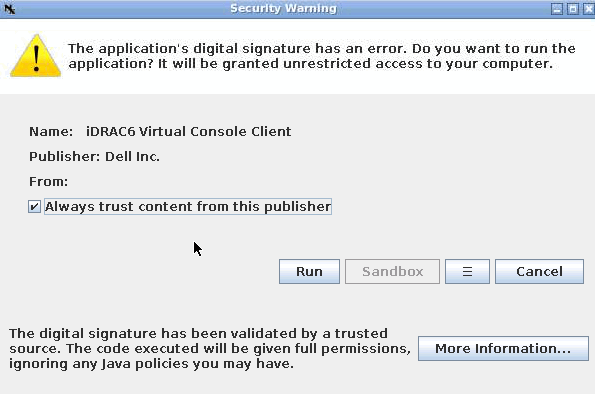 Security Warning
The application's digital signature has an error. Do you want to run the
application? It will be granted unrestricted access to your computer.
Name: iDRAC6 Virtual Console Client
Publisher: Dell Inc.
From:
Always trust content from this publisher
Run Sandbox ☰ Cancel
The digital signature has been validated by a trusted
source. The code executed will be given full permissions,
ignoring any Java policies you may have.
More Information...